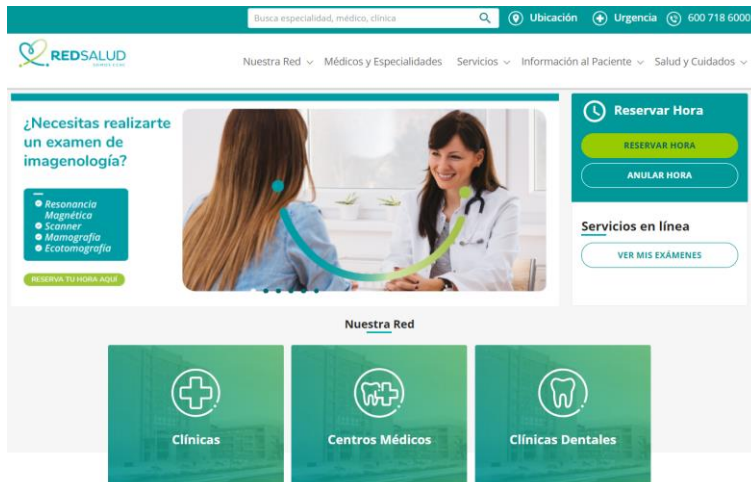 Busca especialidad, médico, clínica
Ubicación
Urgencia
600 718 6000
REDSALUD
Nuestra Red
Médicos y Especialidades
Servicios
Información al Paciente
Salud y Cuidados
¿Necesitas realizarte
un examen de
imagenología?
Resonancia
Magnética
Scanner
Mamografía
Ecotomografía
RESERVA TU HORA AQUÍ
Reservar Hora
RESERVAR HORA
ANULAR HORA
Servicios en línea
VER MIS EXÁMENES
Nuestra Red
Clínicas
Centros Médicos
Clínicas Dentales